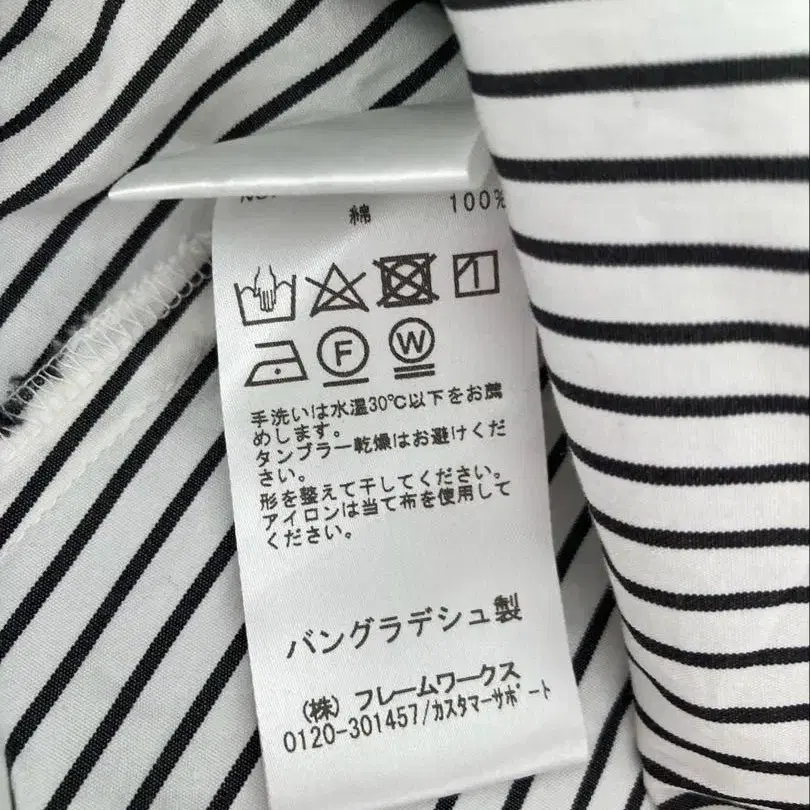 綿 100%
F W
手洗いは水温30℃以下をお薦
めします。
タンブラー乾燥はお避けくだ
さい。
形を整えて干してください。
アイロンは当て布を使用して
ください。
バングラデシュ製
(株) フレームワークス
0120-301457/カスタマーサポート